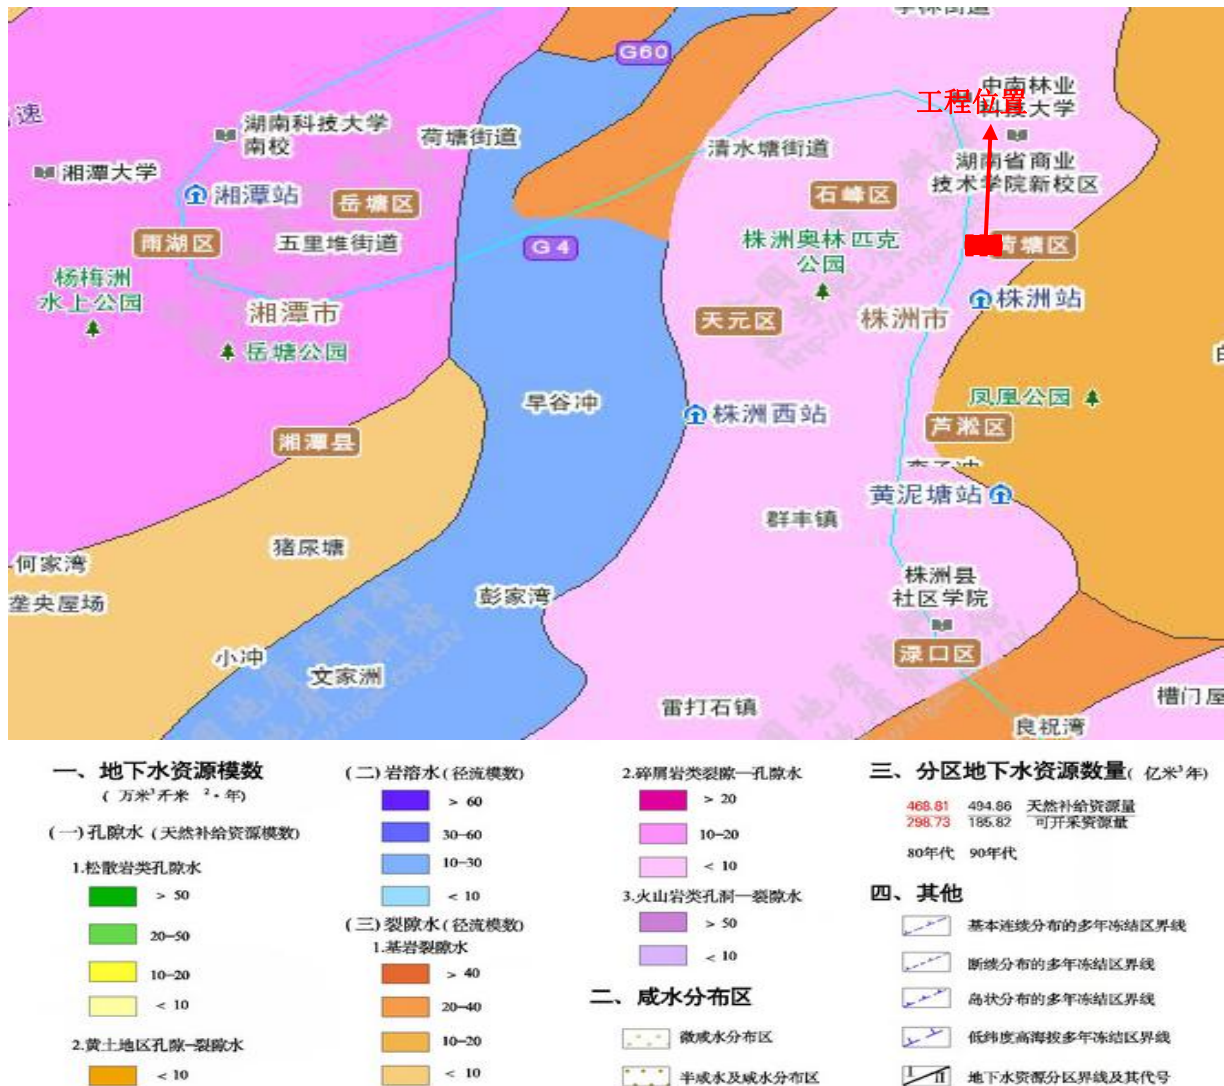 学林街道
G60
中南林业
科技大学
工程位置
速
湖南科技大学
南校
荷塘街道
清水塘街道
湘潭大学
湖南省商业
技术学院新校区
湘潭站
岳塘区
石峰区
雨湖区
五里堆街道
G4
株洲奥林匹克
公园
荷塘区
杨梅洲
水上公园
湘潭市
株洲站
天元区
株洲市
岳塘公园
早谷冲
凤凰公园
株洲西站
湘潭县
芦淞区
黄泥塘站
群丰镇
何家湾
猪尿塘
株洲县
社区学院
垄央屋场
彭家湾
渌口区
小冲
文家洲
雷打石镇
槽门屋
良祝湾
一、地下水资源模数
( 万米³/千米 ²·年)
(一)孔隙水(天然补给资源模数)
1.松散岩类孔隙水
> 50
20-50
10-20
< 10
2.黄土地区孔隙-裂隙水
< 10
(二)岩溶水(径流模数)
> 60
30-60
10-30
< 10
(三)裂隙水(径流模数)
1.基岩裂隙水
> 40
20-40
10-20
< 10
2.碎屑岩类裂隙—孔隙水
> 20
10-20
< 10
3.火山岩类孔洞—裂隙水
> 50
< 10
二、咸水分布区
微咸水分布区
半咸水及咸水分布区
三、分区地下水资源数量( 亿米³/年)
468.81 494.86 天然补给资源量
298.73 185.82 可开采资源量
80年代 90年代
四、其他
基本连续分布的多年冻结区界线
断续分布的多年冻结区界线
岛状分布的多年冻结区界线
低纬度高海拔多年冻结区界线
I II 地下水资源分区界线及其代号